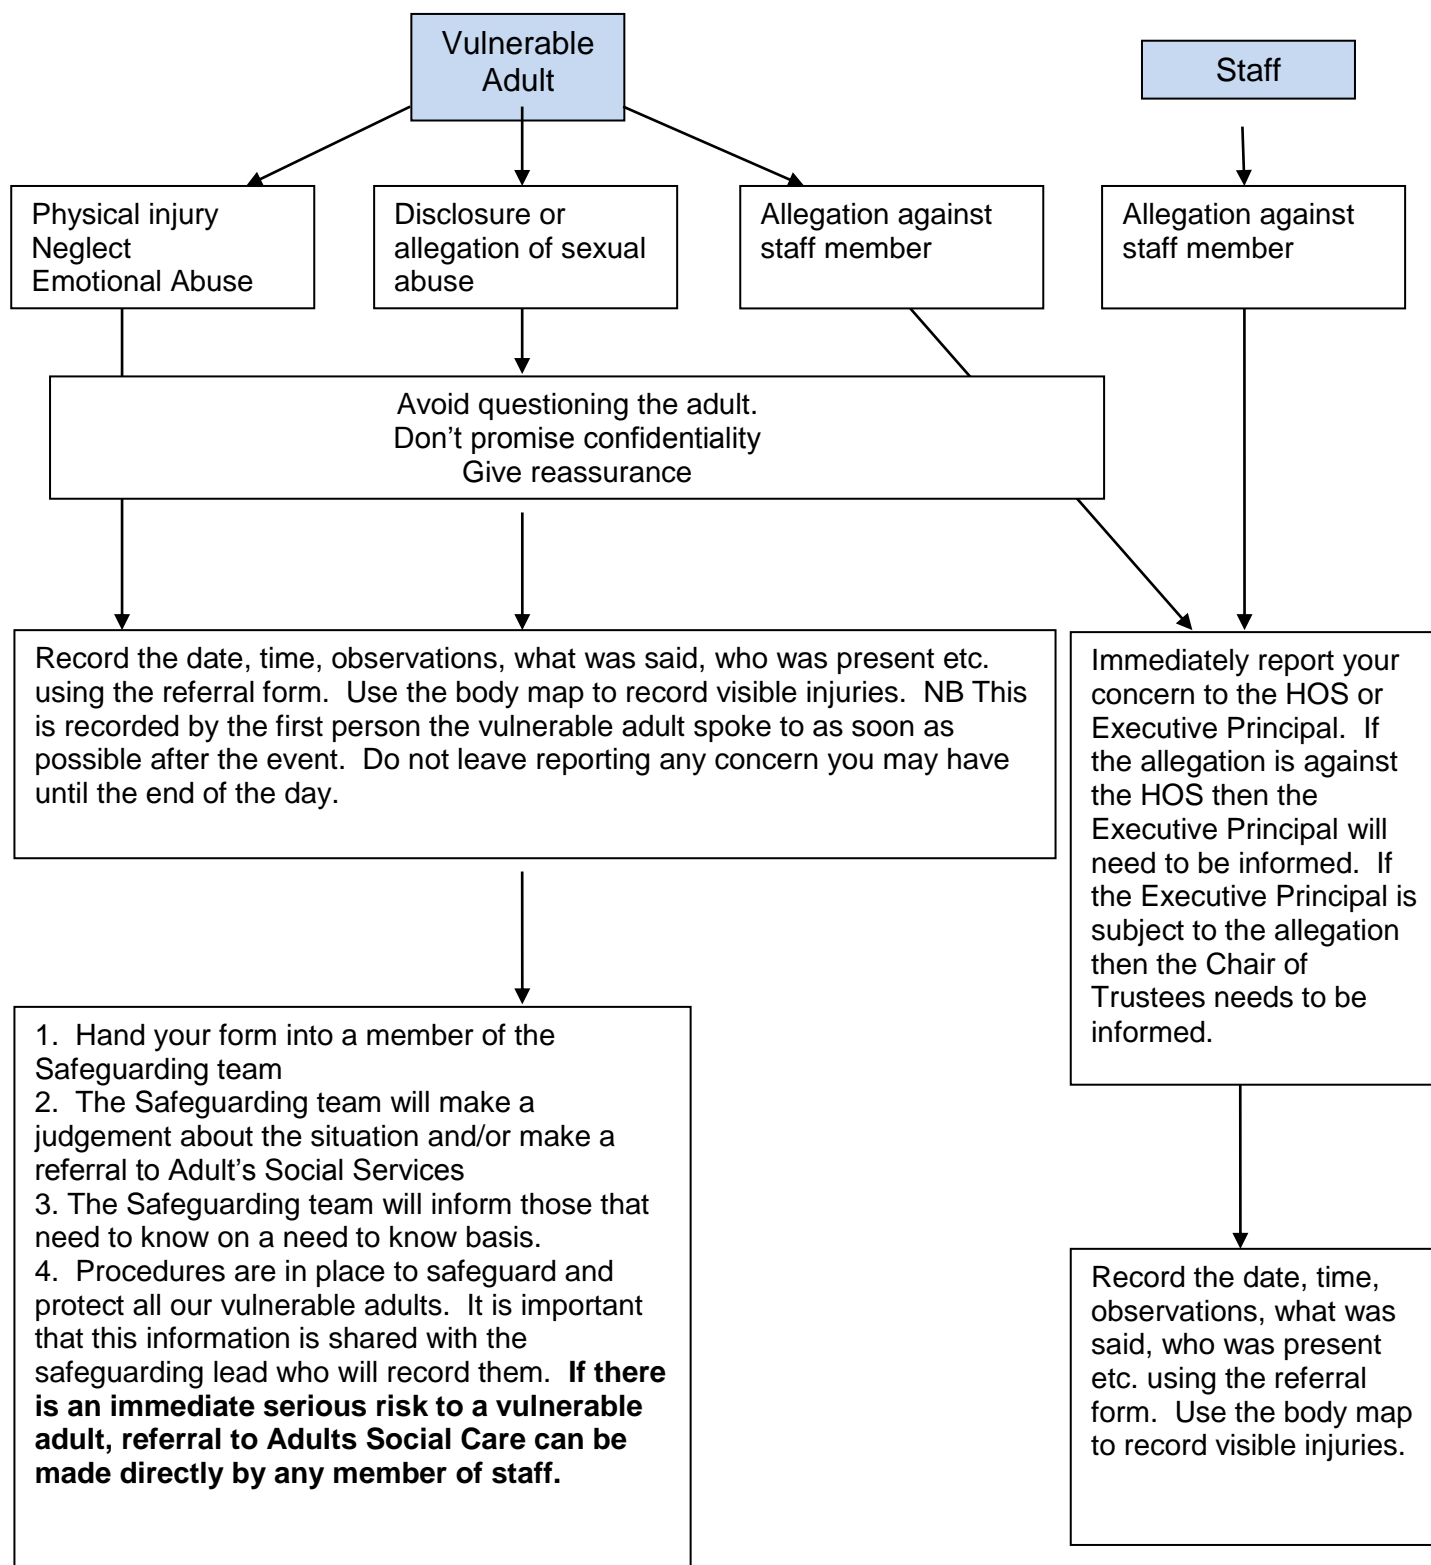 Vulnerable
Adult
Staff
Physical injury
Neglect
Emotional Abuse
Disclosure or
allegation of sexual
abuse
Allegation against
staff member
Allegation against
staff member
Avoid questioning the adult.
Don’t promise confidentiality
Give reassurance
Record the date, time, observations, what was said, who was present etc.
using the referral form.  Use the body map to record visible injuries.  NB This
is recorded by the first person the vulnerable adult spoke to as soon as
possible after the event.  Do not leave reporting any concern you may have
until the end of the day.
Immediately report your
concern to the HOS or
Executive Principal.  If
the allegation is against
the HOS then the
Executive Principal will
need to be informed.  If
the Executive Principal is
subject to the allegation
then the Chair of
Trustees needs to be
informed.
1.  Hand your form into a member of the
Safeguarding team
2.  The Safeguarding team will make a
judgement about the situation and/or make a
referral to Adult’s Social Services
3. The Safeguarding team will inform those that
need to know on a need to know basis.
4.  Procedures are in place to safeguard and
protect all our vulnerable adults.  It is important
that this information is shared with the
safeguarding lead who will record them.  If there
is an immediate serious risk to a vulnerable
adult, referral to Adults Social Care can be
made directly by any member of staff.
Record the date, time,
observations, what was
said, who was present
etc. using the referral
form.  Use the body map
to record visible injuries.